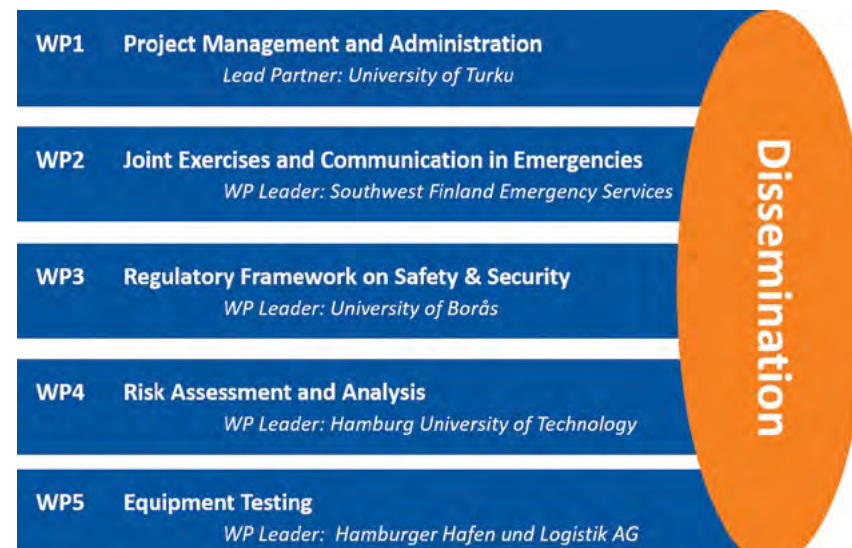 WP1 Project Management and Administration
Lead Partner: University of Turku
WP2 Joint Exercises and Communication in Emergencies
WP Leader: Southwest Finland Emergency Services
WP3 Regulatory Framework on Safety & Security
WP Leader: University of Borås
WP4 Risk Assessment and Analysis
WP Leader: Hamburg University of Technology
WP5 Equipment Testing
WP Leader: Hamburger Hafen und Logistik AG
Dissemination